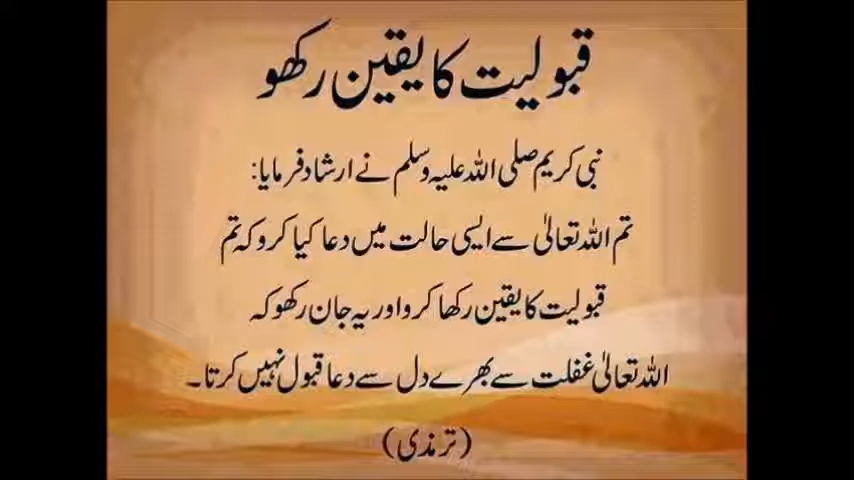 قبولیت کا یقین رکھو
نبی کریم صلی اللہ علیہ وسلم نے ارشاد فرمایا:
تم اللہ تعالیٰ سے ایسی حالت میں دعا کیا کرو کہ تم
قبولیت کا یقین رکھا کرو اور یہ جان رکھو کہ
اللہ تعالیٰ غفلت سے بھرے دل سے دعا قبول نہیں کرتا۔
(ترمذی)